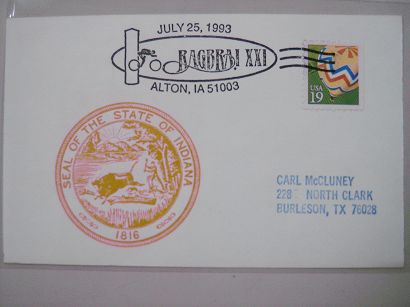 JULY 25, 1993
RAGBRAI XXI
ALTON, IA 51003
USA
19
SEAL OF THE STATE OF INDIANA
1816
CARL McCLUNEY
228 NORTH CLARK
BURLESON, TX 76028